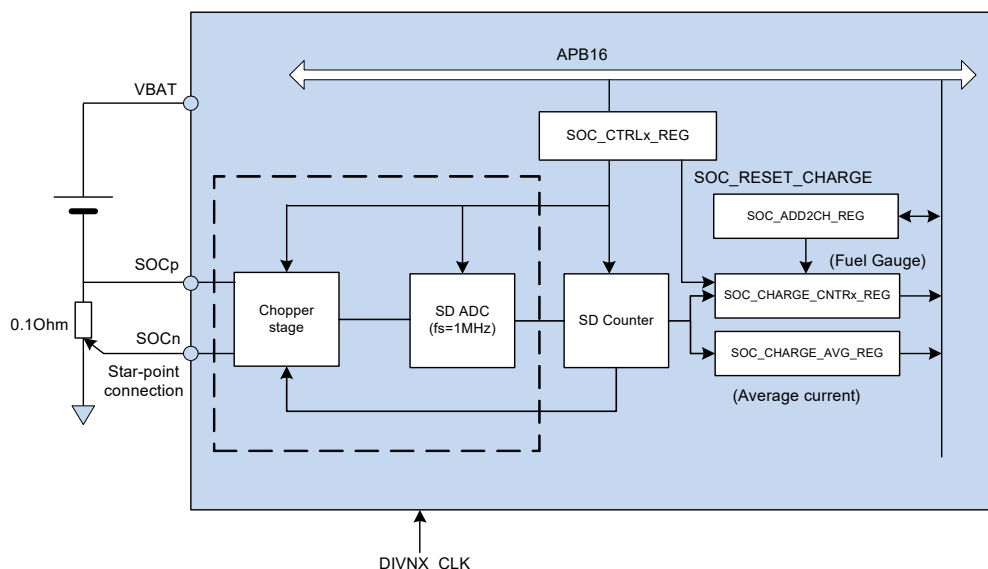 APB16
VBAT
SOC_CTRLx_REG
SOC_RESET_CHARGE
SOC_ADD2CH_REG
(Fuel Gauge)
SOCp
Chopper
stage
SD ADC
(fs=1MHz)
SD Counter
SOC_CHARGE_CNTRx_REG
0.1Ohm
SOCn
SOC_CHARGE_AVG_REG
Star-point
connection
(Average current)
DIVNX_CLK